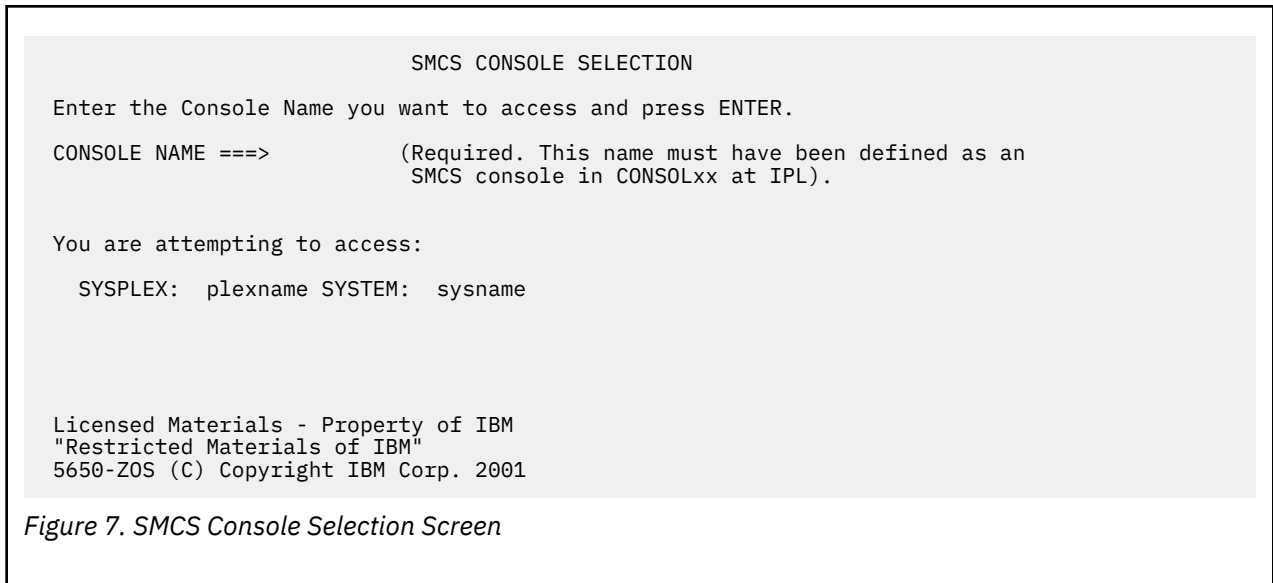 SMCS CONSOLE SELECTION
Enter the Console Name you want to access and press ENTER.
CONSOLE NAME ===> (Required. This name must have been defined as an
SMCS console in CONSOLxx at IPL).
You are attempting to access:
SYSPLEX: plexname SYSTEM: sysname
Licensed Materials - Property of IBM
"Restricted Materials of IBM"
5650-ZOS (C) Copyright IBM Corp. 2001
Figure 7. SMCS Console Selection Screen